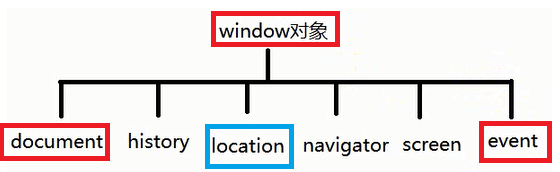 window对象
document history location navigator screen event